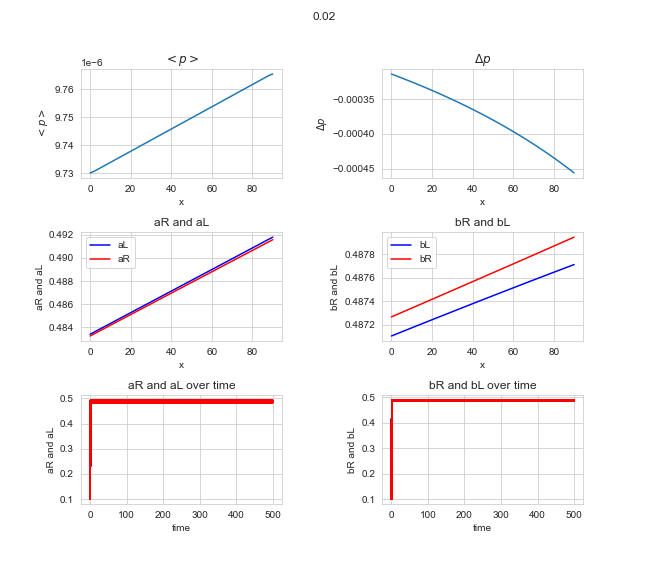 0.02
< p >
1e−6
9.76
9.75
9.74
9.73
< p >
0 20 40 60 80
x
Δp
−0.00035
−0.00040
−0.00045
Δp
0 20 40 60 80
x
aR and aL
0.492
0.490
0.488
0.486
0.484
aR and aL
aL
aR
0 20 40 60 80
x
bR and bL
0.4878
0.4876
0.4874
0.4872
bR and bL
bL
bR
0 20 40 60 80
x
aR and aL over time
0.5
0.4
0.3
0.2
0.1
aR and aL
0 100 200 300 400 500
time
bR and bL over time
0.5
0.4
0.3
0.2
0.1
bR and bL
0 100 200 300 400 500
time